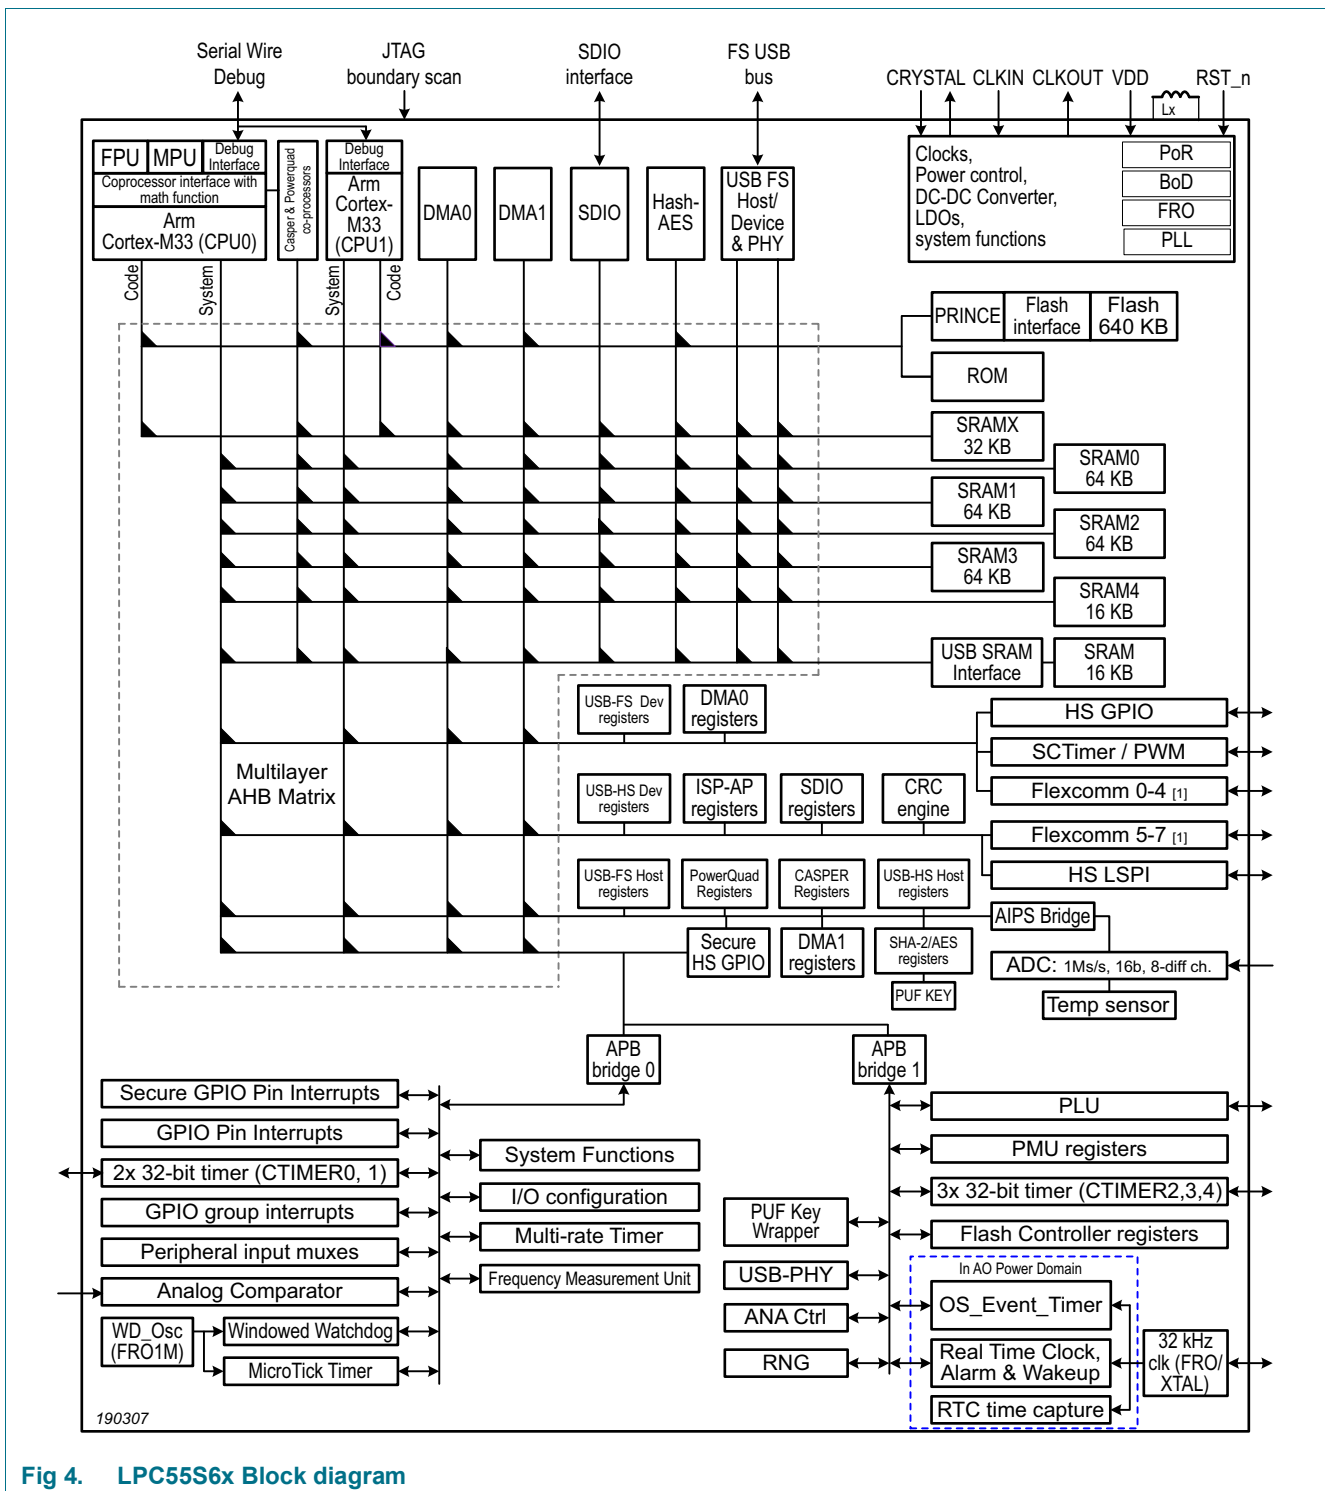 Serial Wire
Debug
JTAG
boundary scan
SDIO
interface
FS USB
bus
CRYSTAL CLKIN CLKOUT VDD
Lx
RST_n
FPU
MPU
Debug
Interface
Coprocessor interface with
math function
Arm
Cortex-M33 (CPU0)
Casper & Powerquad
co-processors
Debug
Interface
Arm
Cortex-
M33
(CPU1)
DMA0
DMA1
SDIO
Hash-
AES
USB FS
Host/
Device
& PHY
Clocks,
Power control,
DC-DC Converter,
LDOs,
system functions
PoR
BoD
FRO
PLL
Code
System
System
Code
PRINCE
Flash
interface
Flash
640 KB
ROM
SRAMX
32 KB
SRAM0
64 KB
SRAM1
64 KB
SRAM2
64 KB
SRAM3
64 KB
SRAM4
16 KB
USB SRAM
Interface
SRAM
16 KB
Multilayer
AHB Matrix
USB-FS Dev
registers
DMA0
registers
HS GPIO
SCTimer / PWM
Flexcomm 0-4 [1]
USB-HS Dev
registers
ISP-AP
registers
SDIO
registers
CRC
engine
Flexcomm 5-7 [1]
HS LSPI
USB-FS Host
registers
PowerQuad
Registers
CASPER
Registers
USB-HS Host
registers
AIPS Bridge
Secure
HS GPIO
DMA1
registers
SHA-2/AES
registers
PUF KEY
ADC: 1Ms/s, 16b, 8-diff ch.
Temp sensor
APB
bridge 0
APB
bridge 1
Secure GPIO Pin Interrupts
GPIO Pin Interrupts
2x 32-bit timer (CTIMER0, 1)
GPIO group interrupts
Peripheral input muxes
Analog Comparator
WD_Osc
(FRO1M)
Windowed Watchdog
MicroTick Timer
System Functions
I/O configuration
Multi-rate Timer
Frequency Measurement Unit
PUF Key
Wrapper
USB-PHY
ANA Ctrl
RNG
PLU
PMU registers
3x 32-bit timer (CTIMER2,3,4)
Flash Controller registers
In AO Power Domain
OS_Event_Timer
Real Time Clock,
Alarm & Wakeup
RTC time capture
32 kHz
clk (FRO/
XTAL)
190307
Fig 4. LPC55S6x Block diagram